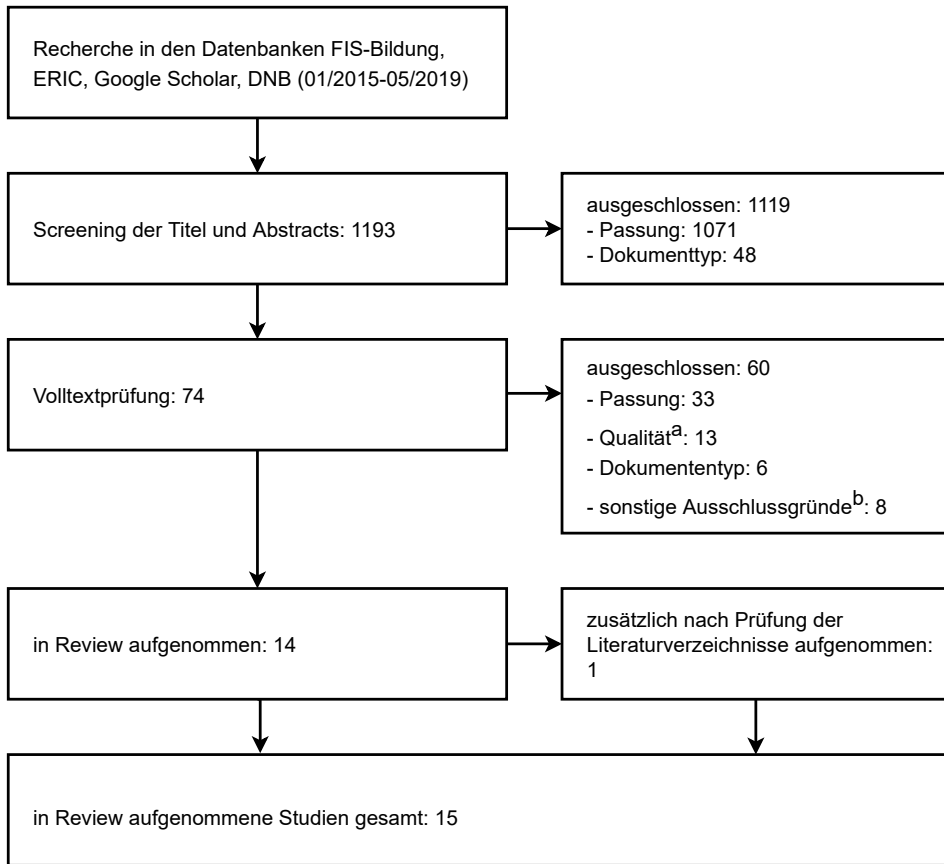 Recherche in den Datenbanken FIS-Bildung,
ERIC, Google Scholar, DNB (01/2015-05/2019)
Screening der Titel und Abstracts: 1193
ausgeschlossen: 1119
- Passung: 1071
- Dokumenttyp: 48
Volltextprüfung: 74
ausgeschlossen: 60
- Passung: 33
- Qualitätᵃ: 13
- Dokumententyp: 6
- sonstige Ausschlussgründeᵇ: 8
in Review aufgenommen: 14
zusätzlich nach Prüfung der
Literaturverzeichnisse aufgenommen:
1
in Review aufgenommene Studien gesamt: 15